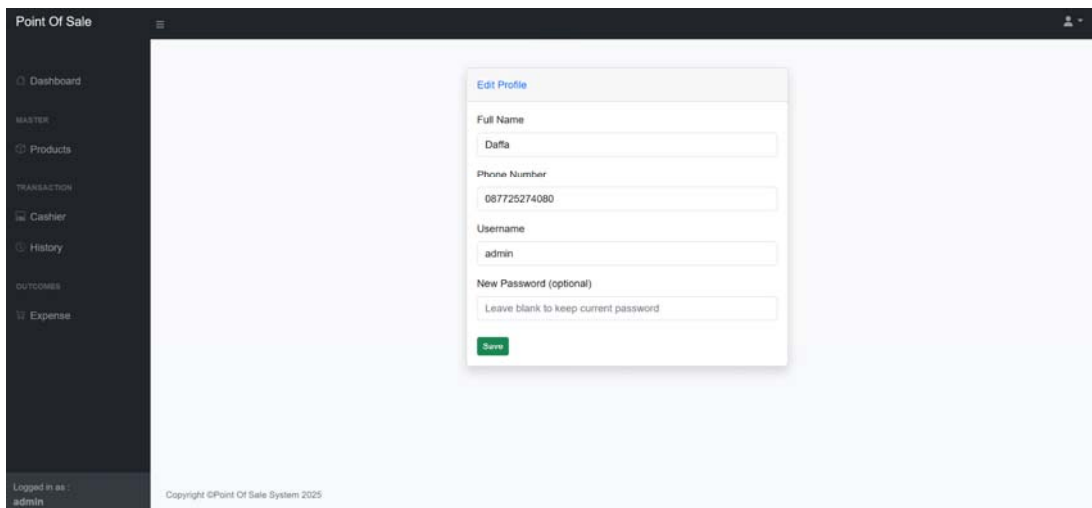 Point Of Sale
Dashboard
MASTER
Products
TRANSACTION
Cashier
History
OUTCOMES
Expense
Logged in as :
admin
Edit Profile
Full Name
Daffa
Phone Number
087725274080
Username
admin
New Password (optional)
Leave blank to keep current password
Save
Copyright ©Point Of Sale System 2025